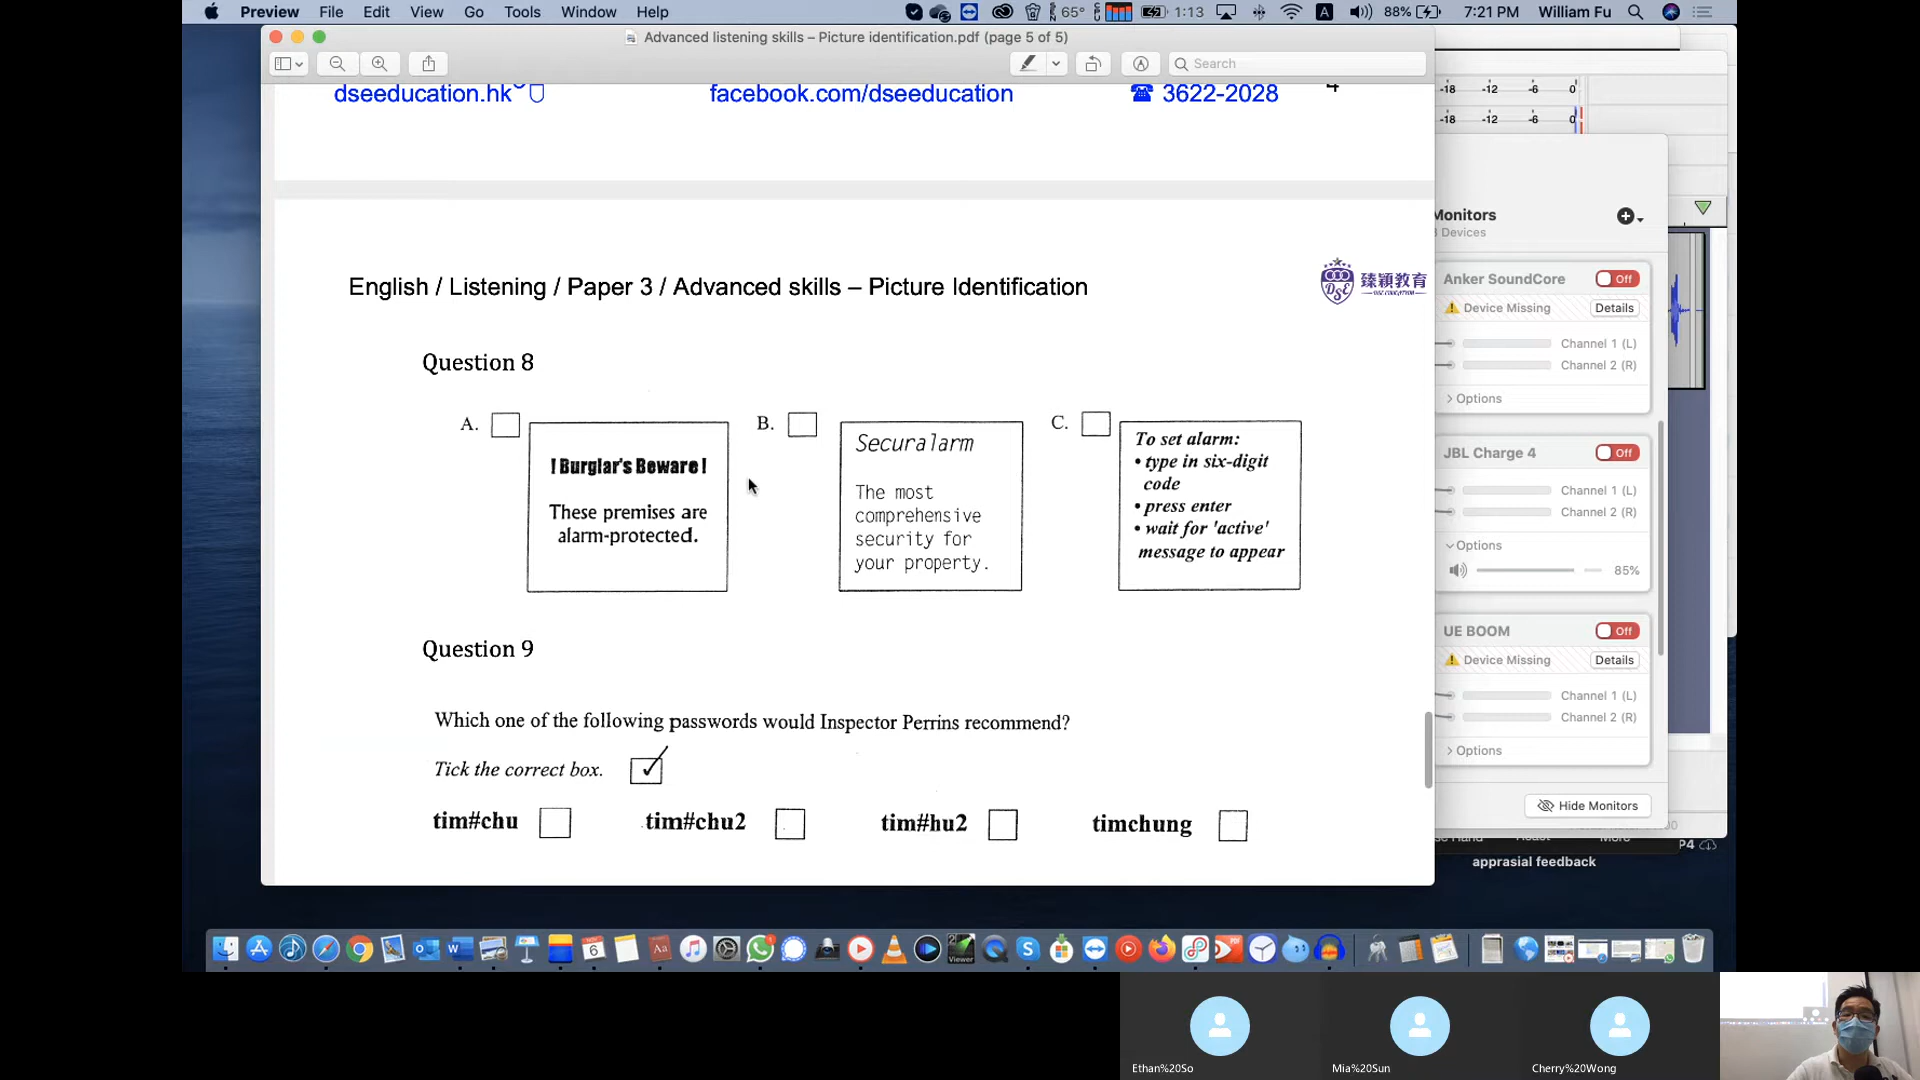 Preview File Edit View Go Tools Window Help
65° 1:13 A 88% 7:21 PM William Fu
Advanced listening skills – Picture identification.pdf (page 5 of 5)
Search
dseeducation.hk facebook.com/dseeducation ☎ 3622-2028 4
English / Listening / Paper 3 / Advanced skills – Picture Identification
DSE 臻穎教育
DSE EDUCATION
Question 8
A.
! Burglar's Beware !
These premises are
alarm-protected.
B.
Securalarm
The most
comprehensive
security for
your property.
C.
To set alarm:
• type in six-digit
code
• press enter
• wait for 'active'
message to appear
Question 9
Which one of the following passwords would Inspector Perrins recommend?
Tick the correct box. ✓
tim#chu tim#chu2 tim#hu2 timchung
-18 -12 -6 0
-18 -12 -6 0
Monitors
Devices
Anker SoundCore Off
Device Missing Details
Channel 1 (L)
Channel 2 (R)
Options
JBL Charge 4 Off
Channel 1 (L)
Channel 2 (R)
Options
85%
UE BOOM Off
Device Missing Details
Channel 1 (L)
Channel 2 (R)
Options
Hide Monitors
P4
apprasial feedback
Ethan%20So
Mia%20Sun
Cherry%20Wong